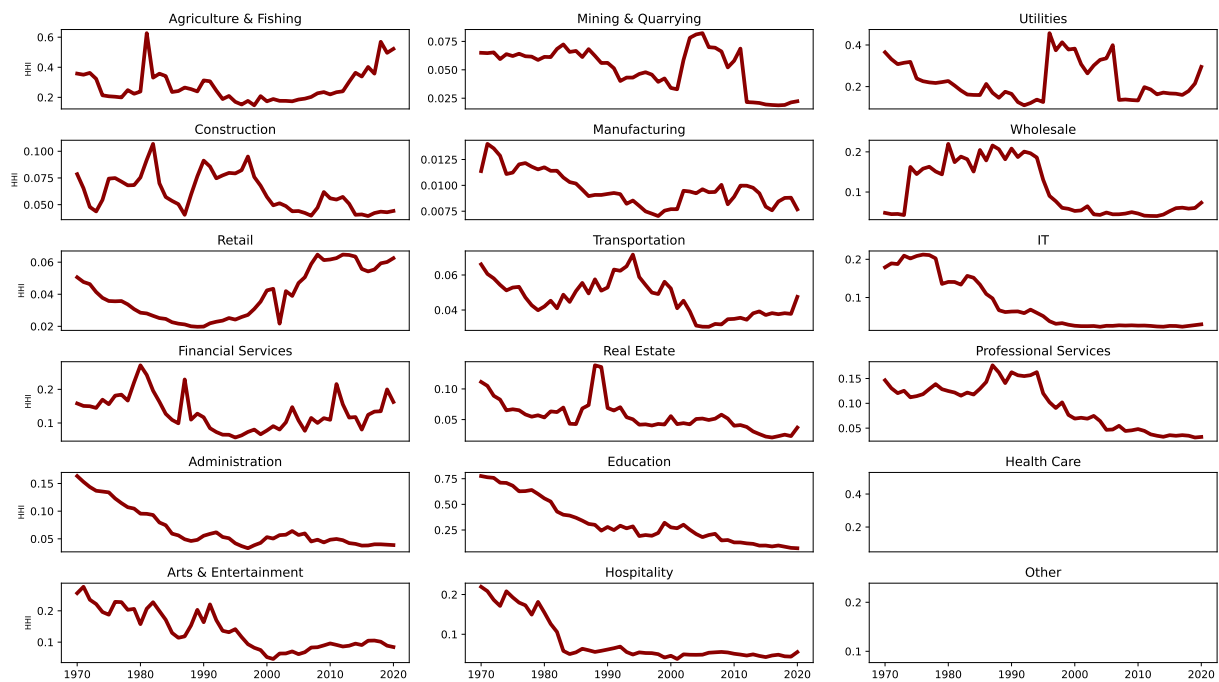 Agriculture & Fishing
Mining & Quarrying
Utilities
HHI
0.6
0.4
0.2
0.075
0.050
0.025
0.4
0.2
Construction
Manufacturing
Wholesale
HHI
0.100
0.075
0.050
0.0125
0.0100
0.0075
0.2
0.1
Retail
Transportation
IT
HHI
0.06
0.04
0.02
0.06
0.04
0.2
0.1
Financial Services
Real Estate
Professional Services
HHI
0.2
0.1
0.10
0.05
0.15
0.10
0.05
Administration
Education
Health Care
HHI
0.15
0.10
0.05
0.75
0.50
0.25
0.4
0.2
Arts & Entertainment
Hospitality
Other
HHI
0.2
0.1
0.2
0.1
0.2
0.1
1970 1980 1990 2000 2010 2020
1970 1980 1990 2000 2010 2020
1970 1980 1990 2000 2010 2020